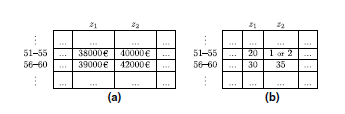 z₁ z₂ z₁ z₂
⋮ ... ... ... ... ⋮ ... ... ... ...
51–55 ... 38000€ 40000€ ... 51–55 ... 20 1 or 2 ...
56–60 ... 39000€ 42000€ ... 56–60 ... 30 35 ...
⋮ ... ... ... ... ⋮ ... ... ... ...
(a) (b)